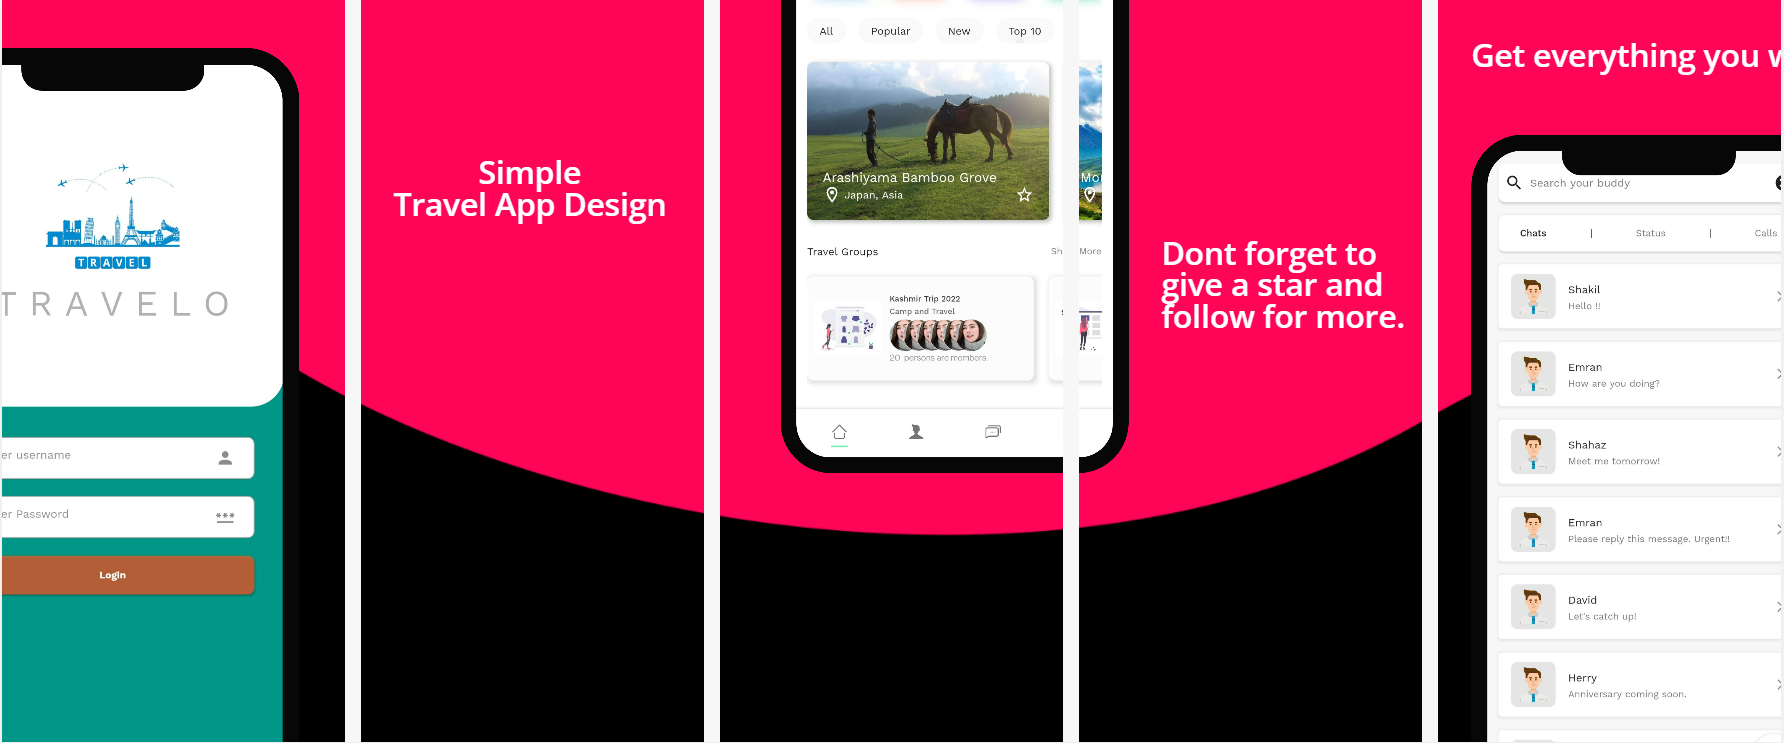 TRAVEL
TRAVELO
er username
er Password
Login
Simple
Travel App Design
All
Popular
New
Top 10
Arashiyama Bamboo Grove
Japan, Asia
Travel Groups
Sh
More
Kashmir Trip 2022
Camp and Travel
20 persons are members.
Mou
Dont forget to
give a star and
follow for more.
Get everything you w
Search your buddy
Chats | Status | Calls
Shakil
Hello !!
Emran
How are you doing?
Shahaz
Meet me tomorrow!
Emran
Please reply this message. Urgent!!
David
Let's catch up!
Herry
Anniversary coming soon.